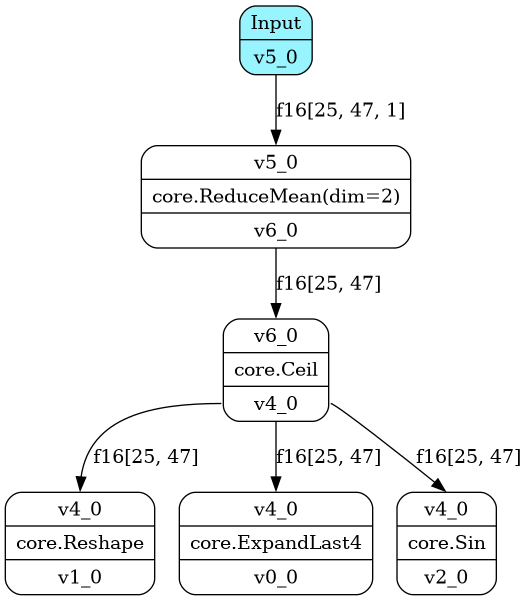 Input
v5_0
f16[25, 47, 1]
v5_0
core.ReduceMean(dim=2)
v6_0
f16[25, 47]
v6_0
core.Ceil
v4_0
f16[25, 47]
f16[25, 47]
f16[25, 47]
v4_0
core.Reshape
v1_0
v4_0
core.ExpandLast4
v0_0
v4_0
core.Sin
v2_0